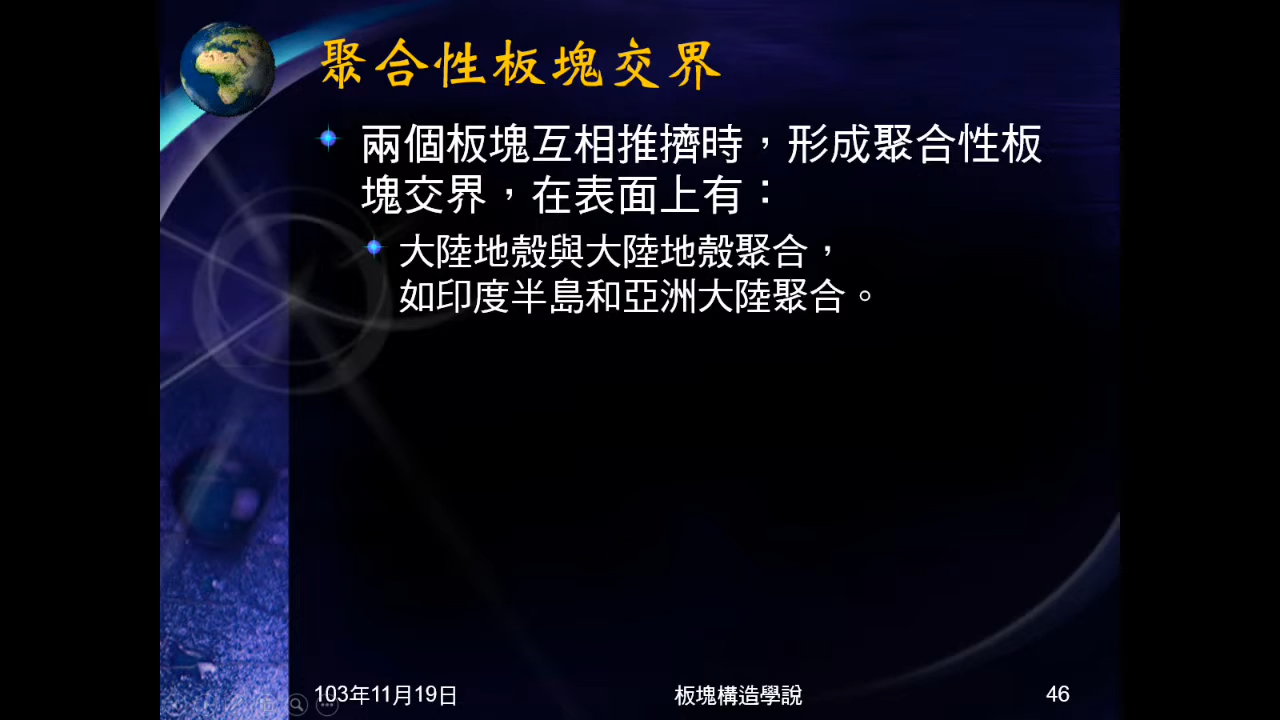 聚合性板塊交界
兩個板塊互相推擠時，形成聚合性板
塊交界，在表面上有：
大陸地殼與大陸地殼聚合，
如印度半島和亞洲大陸聚合。
103年11月19日
板塊構造學說
46